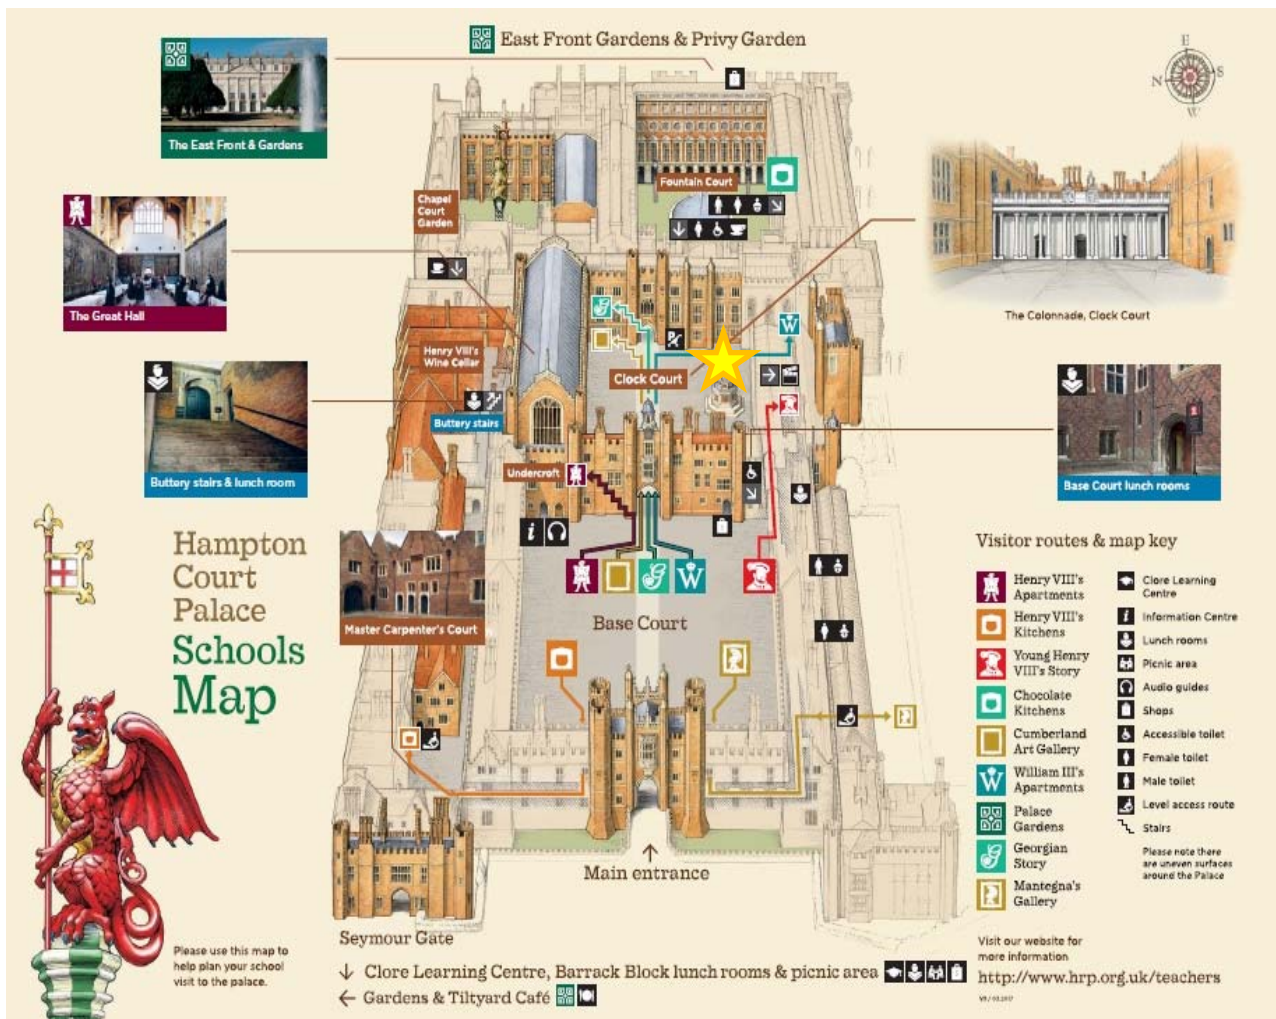 East Front Gardens & Privy Garden
E
N
S
W
The East Front & Gardens
Fountain Court
Chapel
Court
Garden
The Great Hall
The Colonnade, Clock Court
Henry VIII's
Wine Cellar
W
Clock Court
Buttery stairs
Buttery stairs & lunch room
Undercroft
Base Court lunch rooms
i
W
Hampton
Court
Palace
Schools
Map
Master Carpenter's Court
Base Court
Visitor routes & map key
Henry VIII's
Apartments
Henry VIII's
Kitchens
Young Henry
VIII's Story
Chocolate
Kitchens
Cumberland
Art Gallery
W
William III's
Apartments
Palace
Gardens
Georgian
Story
Mantegna's
Gallery
Clore Learning
Centre
i
Information Centre
Lunch rooms
Picnic area
Audio guides
Shops
Accessible toilet
Female toilet
Male toilet
Level access route
Stairs
Please note there
are uneven surfaces
around the Palace
Main entrance
Seymour Gate
Please use this map to
help plan your school
visit to the palace.
Clore Learning Centre, Barrack Block lunch rooms & picnic area
Gardens & Tiltyard Café
Visit our website for
more information
http://www.hrp.org.uk/teachers